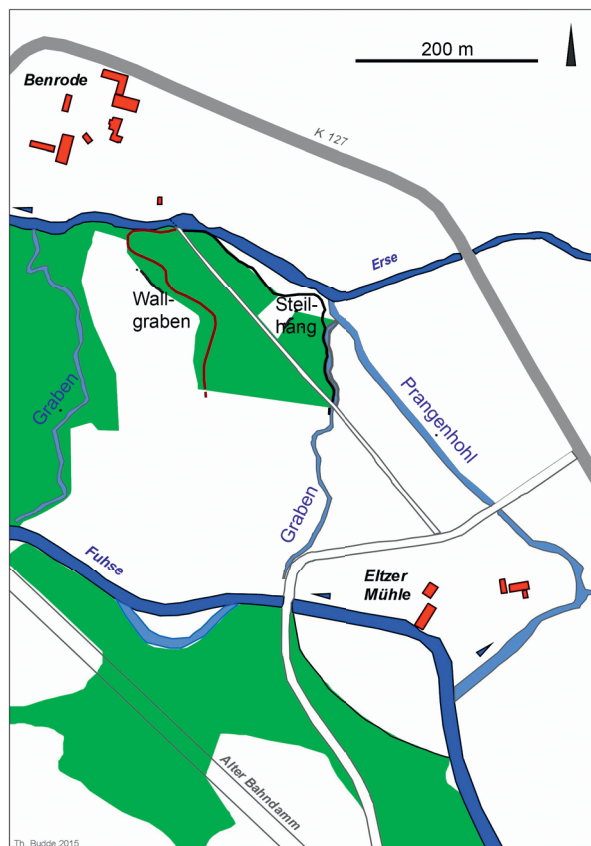 200 m
Benrode
K 127
Erse
Wall-
graben
Steil-
hang
Graben
Prangenhohl
Graben
Fuhse
Eltzer
Mühle
Alter Bahndamm
Th. Budde 2015